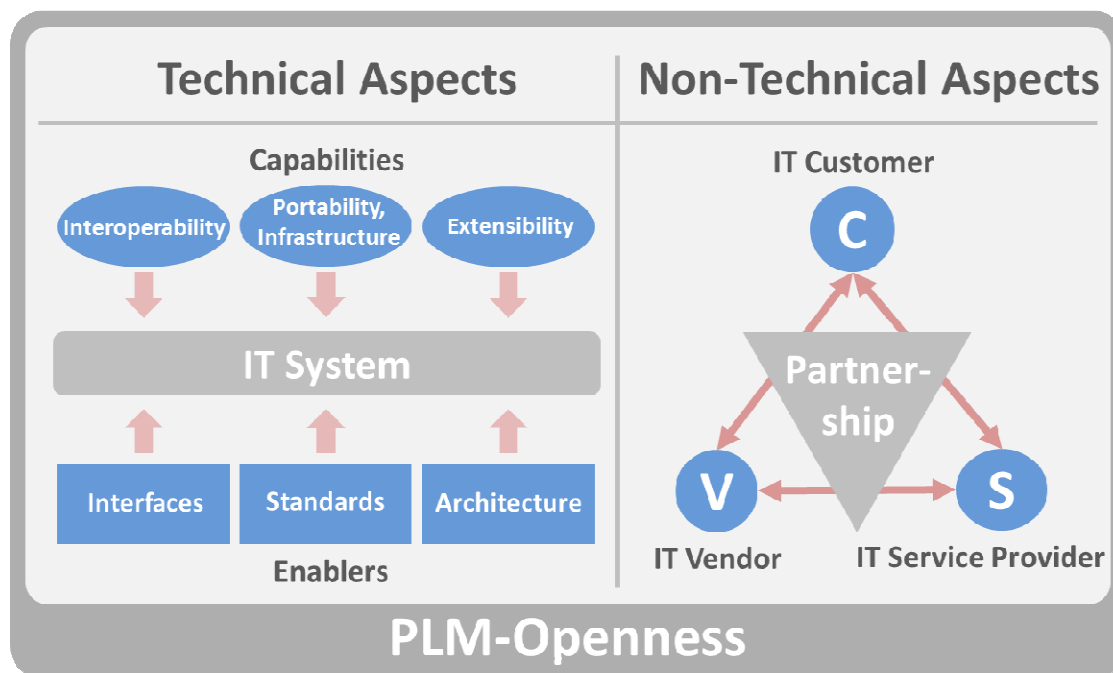 Technical Aspects
Capabilities
Interoperability
Portability,
Infrastructure
Extensibility
IT System
Interfaces
Standards
Architecture
Enablers
Non-Technical Aspects
IT Customer
C
Partner-
ship
V
S
IT Vendor
IT Service Provider
PLM-Openness